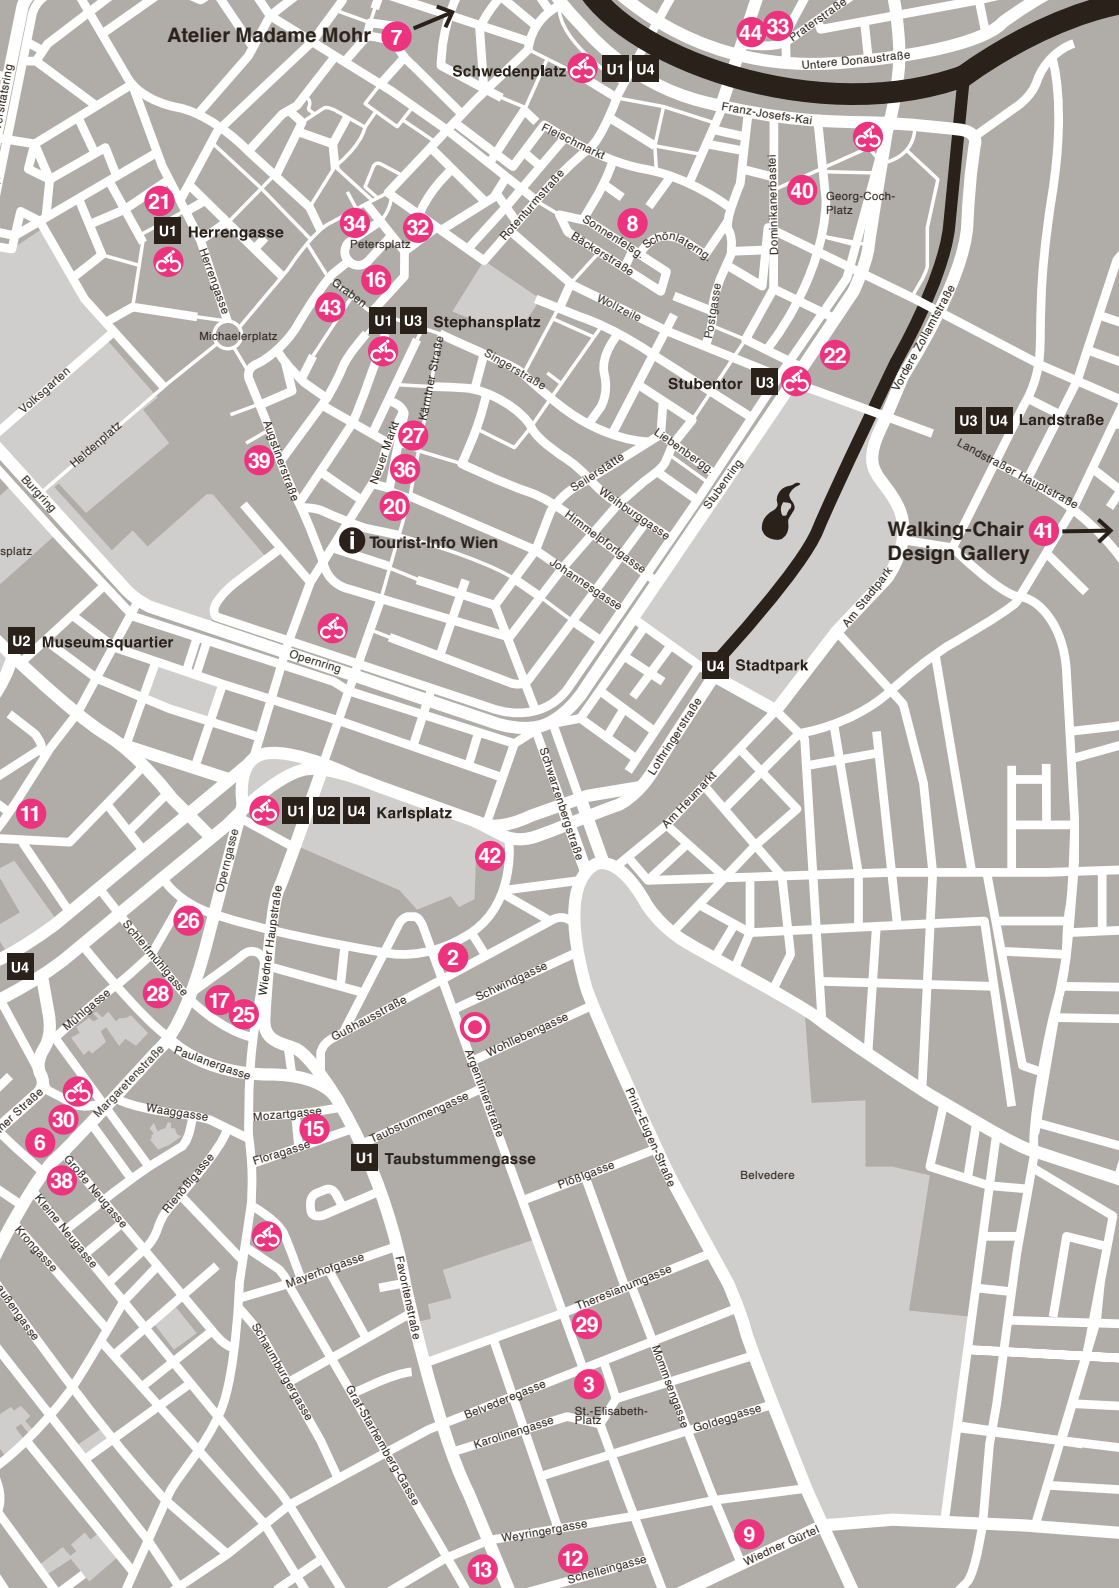 44
33
Praterstraße
Atelier Madame Mohr
7
Untere Donaustraße
Schwedenplatz
U1
U4
Franz-Josefs-Kai
Fleischmarkt
Dominikanerbastei
40
Georg-Coch-
Platz
21
Rotenturmstraße
U1
Herrengasse
34
32
Petersplatz
8
Sonnenfelsg.
Schönlaterng.
Bäckerstraße
Herrengasse
16
Graben
43
Wollzeile
Postgasse
Vordere Zollamtstraße
U1
U3
Stephansplatz
Michaelerplatz
Kärntner Straße
Singerstraße
22
Stubentor
U3
Volksgarten
Heldenplatz
U3
U4
Landstraße
Landstraßer Hauptstraße
Augstinerstraße
Neuer Markt
27
Liebenbergg.
39
36
Seilerstätte
Stubenring
Burgring
20
Weihburggasse
Himmelpfortgasse
Walking-Chair
Design Gallery
41
i
Tourist-Info Wien
splatz
Johannesgasse
Am Stadtpark
U2
Museumsquartier
Opernring
U4
Stadtpark
Lothringerstraße
Schwarzenbergstraße
Am Heumarkt
11
U1
U2
U4
Karlsplatz
Operngasse
42
Wiedner Haupstraße
26
Schleifmühlgasse
2
U4
Schwindgasse
28
17
25
Mühlgasse
Gußhausstraße
Wohllebengasse
Paulanergasse
Argentinierstraße
Margaretenstraße
ner Straße
30
Waaggasse
Mozartgasse
Taubstummengasse
Prinz-Eugen-Straße
6
15
Floragasse
U1
Taubstummengasse
38
Große Neugasse
Rienößlgasse
Plößlgasse
Belvedere
Kleine Neugasse
Krongasse
Mayerhofgasse
Favoritenstraße
Theresianumgasse
außengasse
29
Schaumburgergasse
Mommsengasse
3
Graf-Starhemberg-Gasse
Belvederegasse
St.-Elisabeth-
Platz
Karolinengasse
Goldeggasse
Weyringergasse
9
Wiedner Gürtel
12
13
Schelleingasse